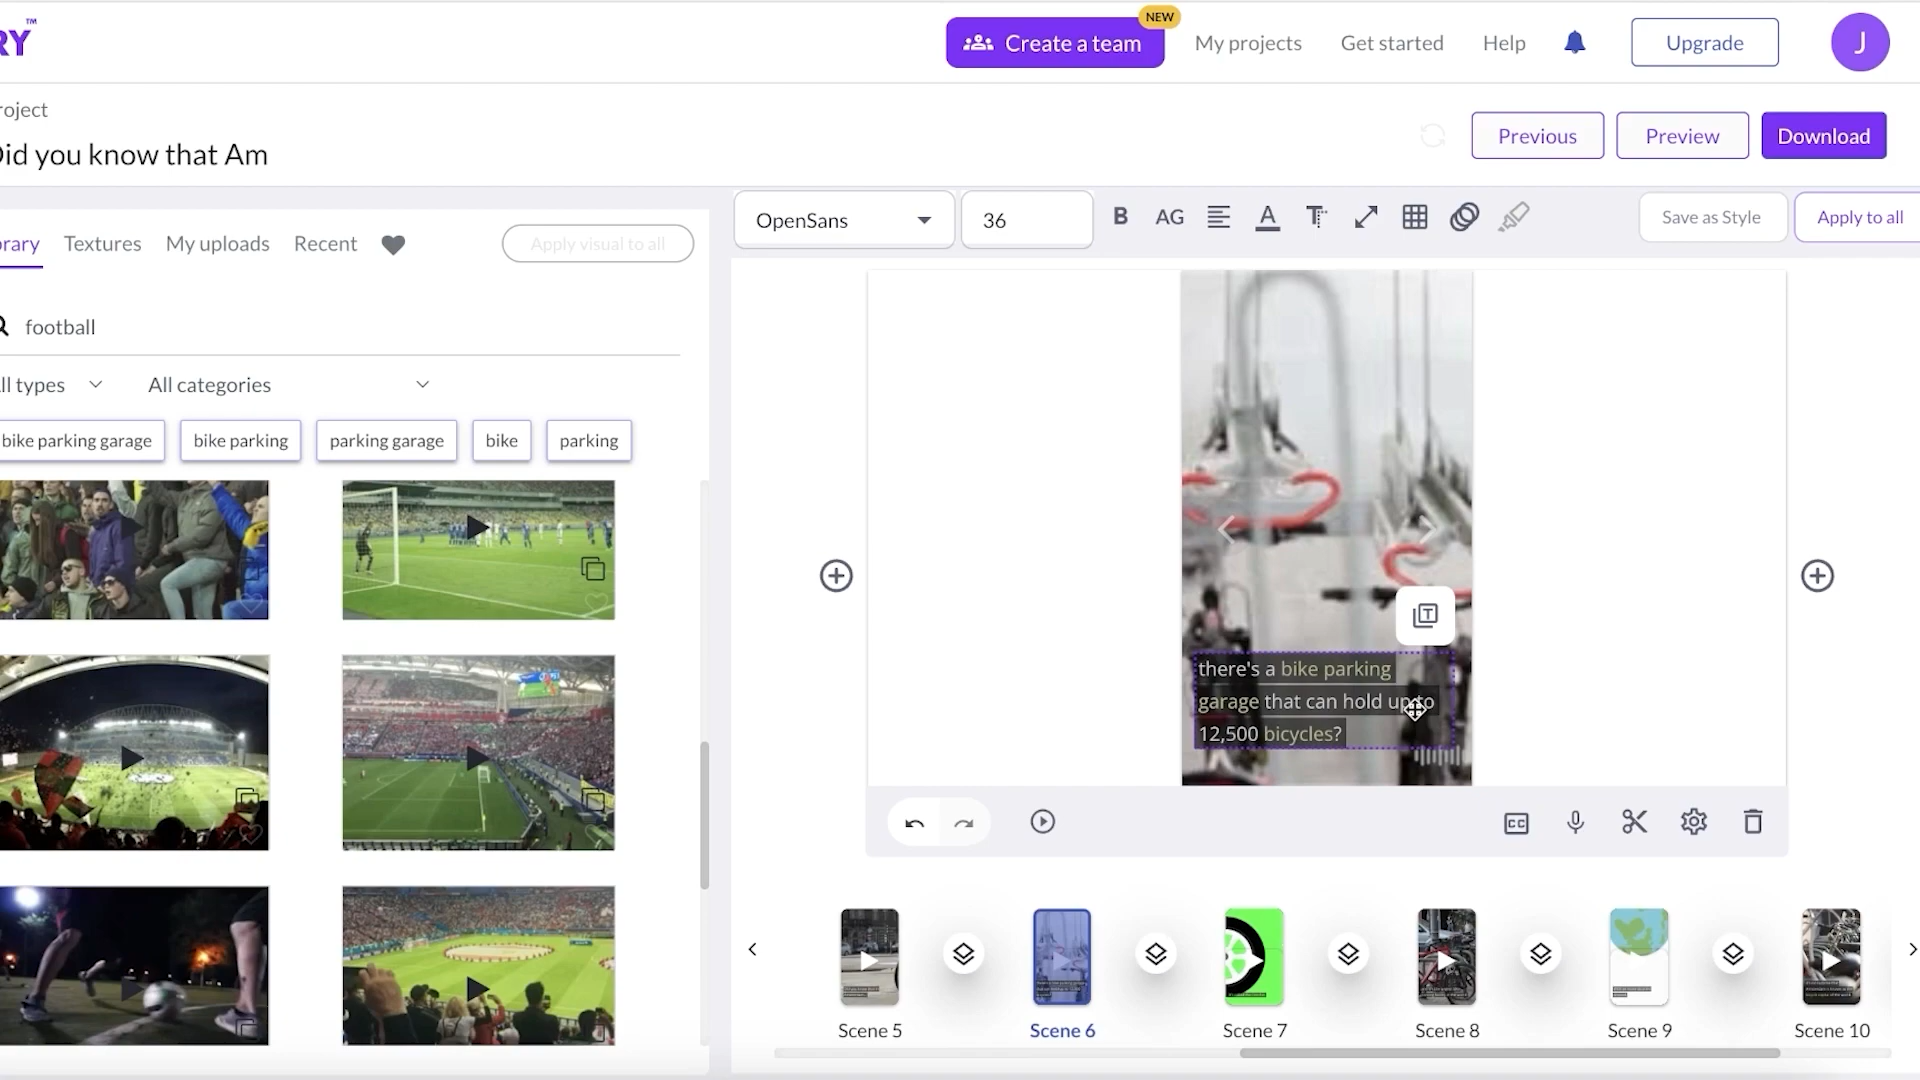 RY™
NEW
Create a team
My projects
Get started
Help
Upgrade
J
roject
Did you know that Am
Previous
Preview
Download
brary
Textures
My uploads
Recent
Apply visual to all
OpenSans
36
B
AG
A
T
Save as Style
Apply to all
football
ll types
All categories
bike parking garage
bike parking
parking garage
bike
parking
T
there's a bike parking
garage that can hold up to
12,500 bicycles?
CC
Scene 5
Scene 6
Scene 7
Scene 8
Scene 9
Scene 10